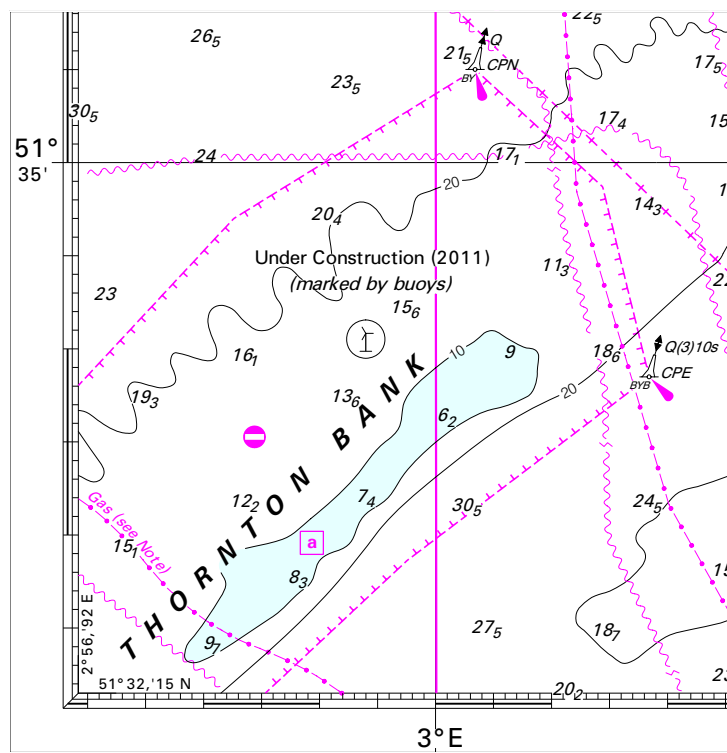 22₅
26₅
Q
21₅
CPN
BY
17₅
23₅
30₅
17₄
15
51°
35'
24
17₁
20
14₃
20₄
Under Construction (2011)
(marked by buoys)
11₃
22
23
15₆
16₁
10
9
18₆
Q(3)10s
CPE
BYB
19₃
13₆
20
6₂
THORNTON BANK
Gas (see Note)
12₂
7₄
30₅
24₅
15₁
a
8₃
15
2°56,'92 E
9₇
27₅
18₇
51°32,'15 N
20₂
23
3°E